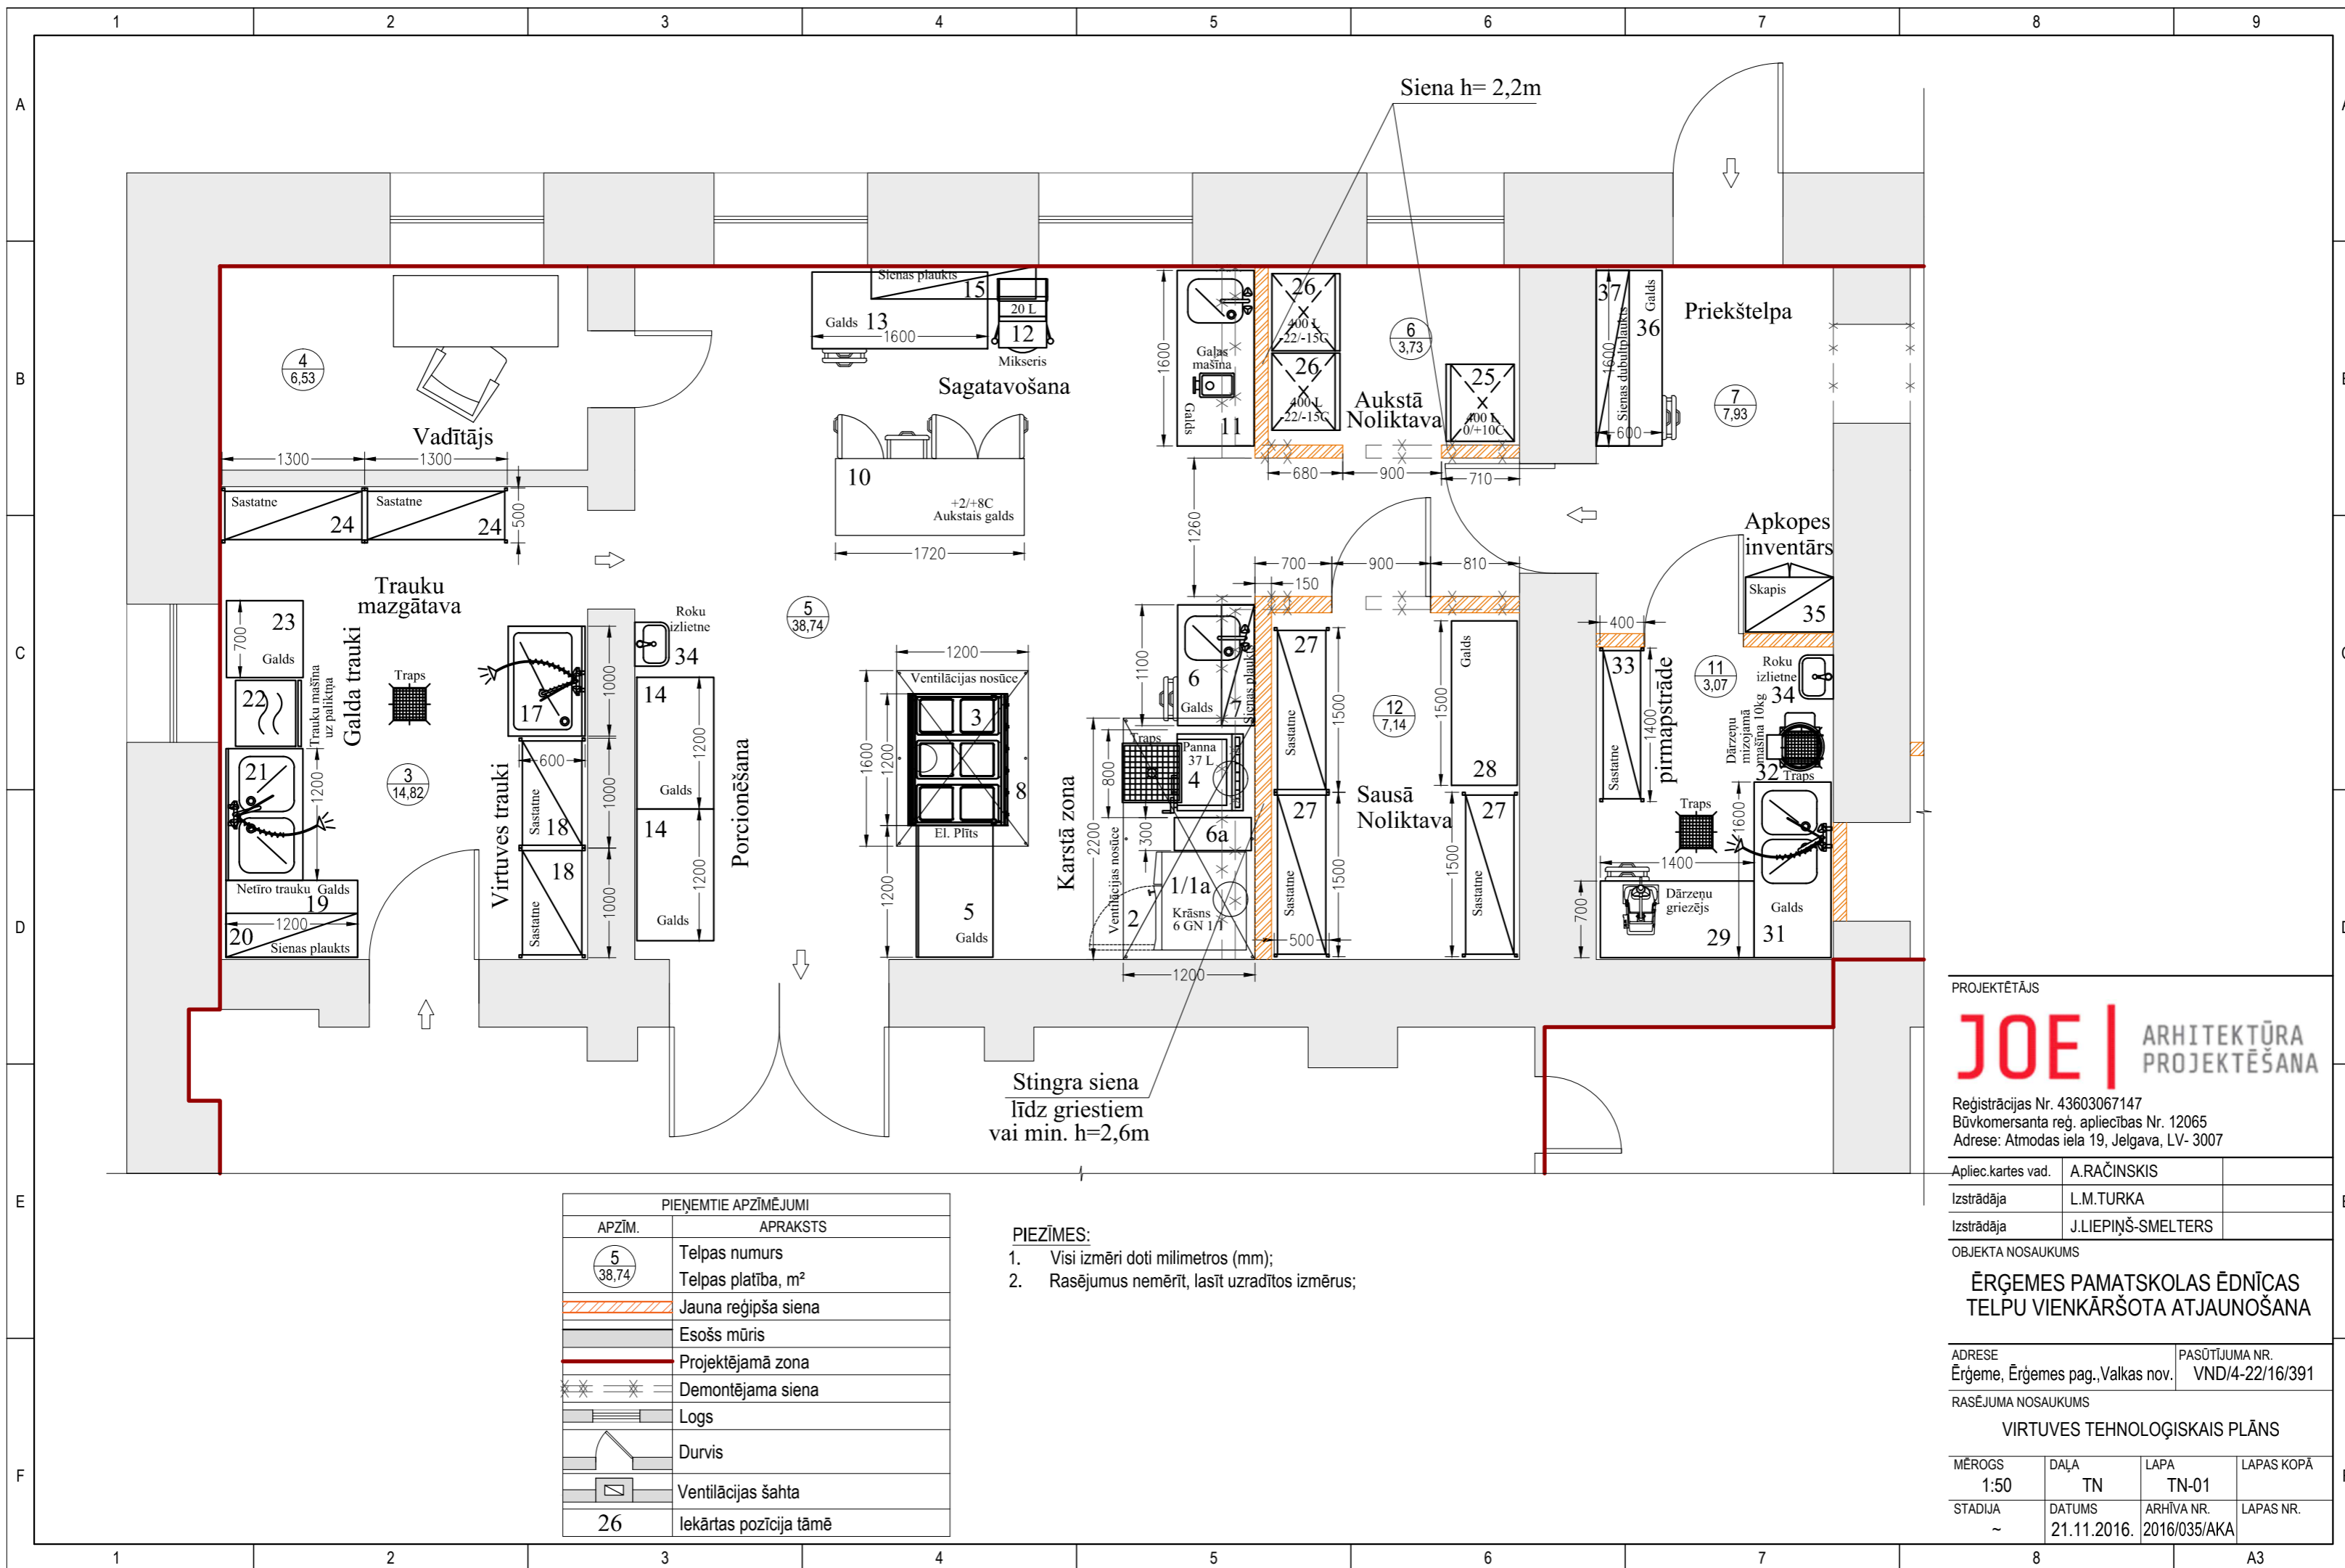 1 2 3 4 5 6 7 8 9
A
B
C
D
E
F
Siena h= 2,2m
4
6,53
Vadītājs
1300
1300
Sastatne
24
Sastatne
24
500
Trauku
mazgātava
23
Galds
700
22
Trauku mašīna
uz paliktņa
Galda trauki
Traps
21
1200
3
14,82
Netīro trauku Galds
19
1200
20
Sienas plaukts
17
1000
600
Sastatne
18
1000
Sastatne
18
1000
Virtuves trauki
Sienas plaukts
15
Galds 13
1600
20 L
12
Mikseris
Sagatavošana
10
+2/+8C
Aukstais galds
1720
5
38,74
Roku
izlietne
34
14
Galds
1200
14
Galds
1200
Porcionēšana
1200
Ventilācijas nosūce
3
1600
1200
8
El. Plīts
1200
5
Galds
1600
Gaļas
mašīna
Galds
11
1260
1100
6
Galds
7
Sienas plaukts
Traps
Panna
37 L
4
800
6a
300
2200
Ventilācijas nosūce
Karstā zona
1/1a
2
Krāsns
6 GN 1/1
1200
26
400 L
-22/-15C
26
400 L
-22/-15C
6
3,73
25
400 L
0/+10C
Aukstā
Noliktava
680
900
710
700
900
810
150
27
Sastatne
1500
27
Sastatne
1500
500
12
7,14
Galds
1500
28
Sausā
Noliktava
27
Sastatne
1500
37
Sienas dubultplaukts
1600
Galds
36
600
Priekštelpa
7
7,93
Apkopes
inventārs
Skapis
35
400
33
Sastatne
1400
pirmapstrāde
11
3,07
Roku
izlietne
34
Dārzeņu
mizojamā
mašīna 10kg
32
Traps
Traps
1600
1400
Dārzeņu
griezējs
700
29
Galds
31
Stingra siena
līdz griestiem
vai min. h=2,6m
PIEŅEMTIE APZĪMĒJUMI
APZĪM. APRAKSTS
5
38,74
Telpas numurs
Telpas platība, m²
Jauna reģipša siena
Esošs mūris
Projektējamā zona
Demontējama siena
Logs
Durvis
Ventilācijas šahta
26 Iekārtas pozīcija tāmē
PIEZĪMES:
1. Visi izmēri doti milimetros (mm);
2. Rasējumus nemērīt, lasīt uzradītos izmērus;
PROJEKTĒTĀJS
JOE | ARHITEKTŪRA
PROJEKTĒŠANA
Reģistrācijas Nr. 43603067147
Būvkomersanta reģ. apliecības Nr. 12065
Adrese: Atmodas iela 19, Jelgava, LV- 3007
Apliec.kartes vad. A.RAČINSKIS
Izstrādāja L.M.TURKA
Izstrādāja J.LIEPIŅŠ-SMELTERS
OBJEKTA NOSAUKUMS
ĒRĢEMES PAMATSKOLAS ĒDNĪCAS
TELPU VIENKĀRŠOTA ATJAUNOŠANA
ADRESE
Ērģeme, Ērģemes pag.,Valkas nov.
PASŪTĪJUMA NR.
VND/4-22/16/391
RASĒJUMA NOSAUKUMS
VIRTUVES TEHNOLOĢISKAIS PLĀNS
MĒROGS DAĻA LAPA LAPAS KOPĀ
1:50 TN TN-01
STADIJA DATUMS ARHĪVA NR. LAPAS NR.
~ 21.11.2016. 2016/035/AKA
A
B
C
D
E
F
1 2 3 4 5 6 7 8 A3